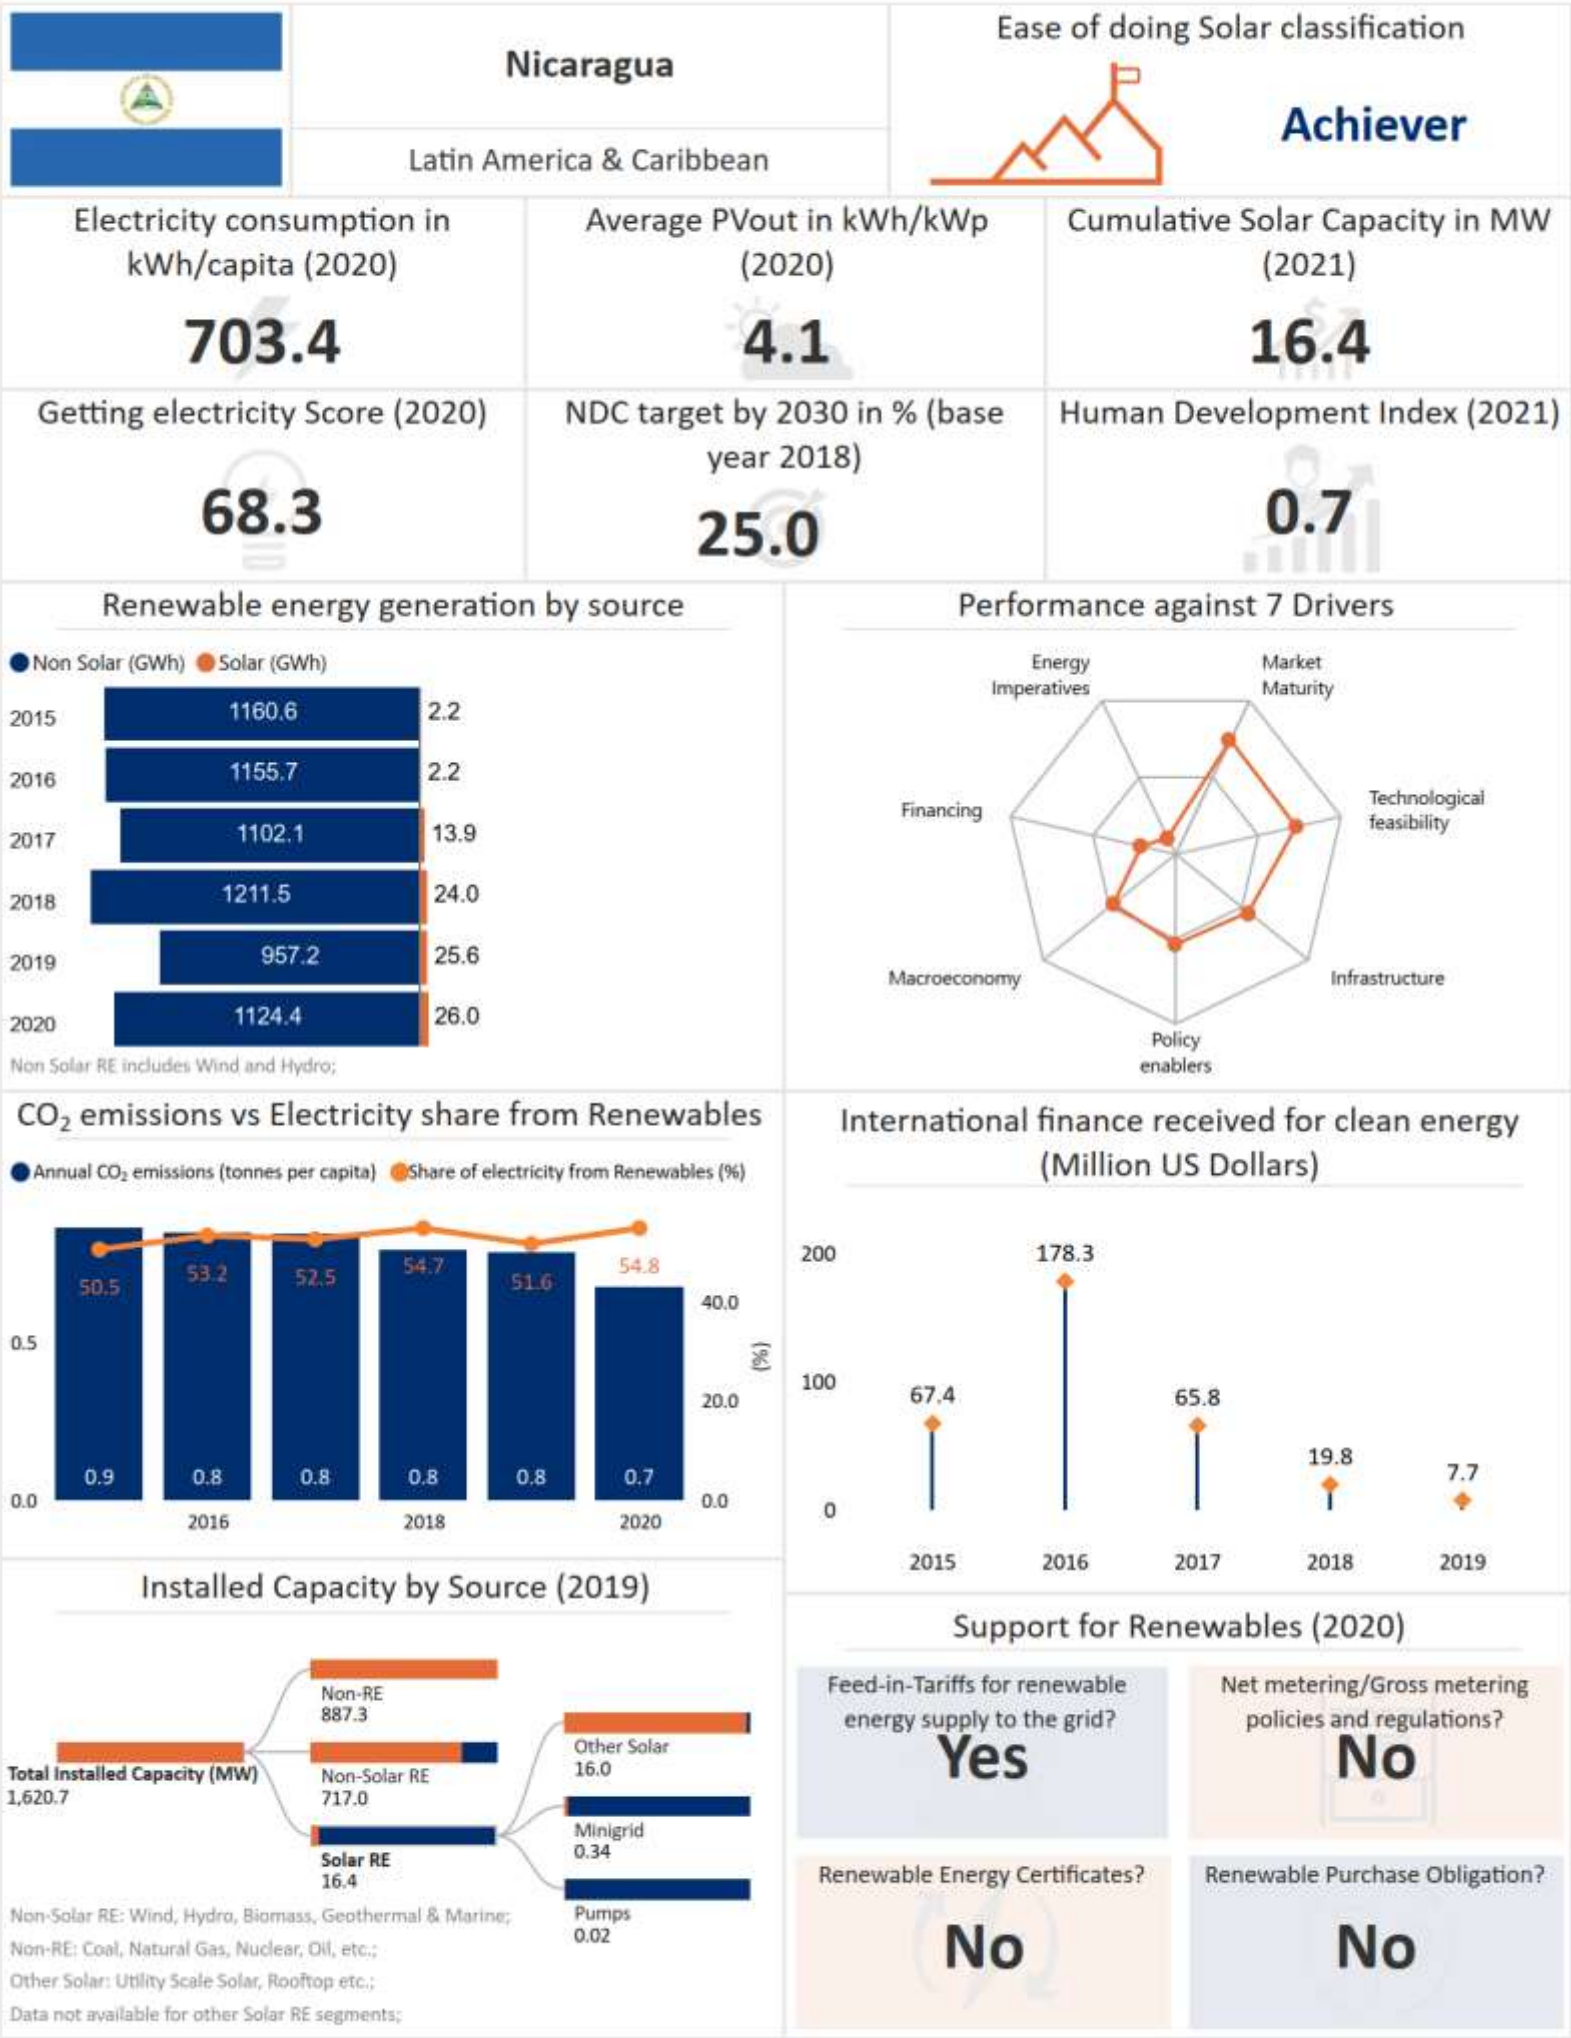 Nicaragua
Latin America & Caribbean
Ease of doing Solar classification
Achiever
Electricity consumption in
kWh/capita (2020)
703.4
Average PVout in kWh/kWp
(2020)
4.1
Cumulative Solar Capacity in MW
(2021)
16.4
Getting electricity Score (2020)
68.3
NDC target by 2030 in % (base
year 2018)
25.0
Human Development Index (2021)
0.7
Renewable energy generation by source
Non Solar (GWh) Solar (GWh)
2015 1160.6 2.2
2016 1155.7 2.2
2017 1102.1 13.9
2018 1211.5 24.0
2019 957.2 25.6
2020 1124.4 26.0
Non Solar RE includes Wind and Hydro;
Performance against 7 Drivers
Energy
Imperatives
Market
Maturity
Financing
Technological
feasibility
Macroeconomy
Infrastructure
Policy
enablers
CO₂ emissions vs Electricity share from Renewables
Annual CO₂ emissions (tonnes per capita) Share of electricity from Renewables (%)
50.5 53.2 52.5 54.7 51.6 54.8
40.0
0.5
(%)
20.0
0.9 0.8 0.8 0.8 0.8 0.7
0.0 0.0
2016 2018 2020
International finance received for clean energy
(Million US Dollars)
200 178.3
100 67.4 65.8
19.8 7.7
0
2015 2016 2017 2018 2019
Installed Capacity by Source (2019)
Total Installed Capacity (MW)
1,620.7
Non-RE
887.3
Non-Solar RE
717.0
Solar RE
16.4
Other Solar
16.0
Minigrid
0.34
Pumps
0.02
Non-Solar RE: Wind, Hydro, Biomass, Geothermal & Marine;
Non-RE: Coal, Natural Gas, Nuclear, Oil, etc.;
Other Solar: Utility Scale Solar, Rooftop etc.;
Data not available for other Solar RE segments;
Support for Renewables (2020)
Feed-in-Tariffs for renewable
energy supply to the grid?
Yes
Net metering/Gross metering
policies and regulations?
No
Renewable Energy Certificates?
No
Renewable Purchase Obligation?
No